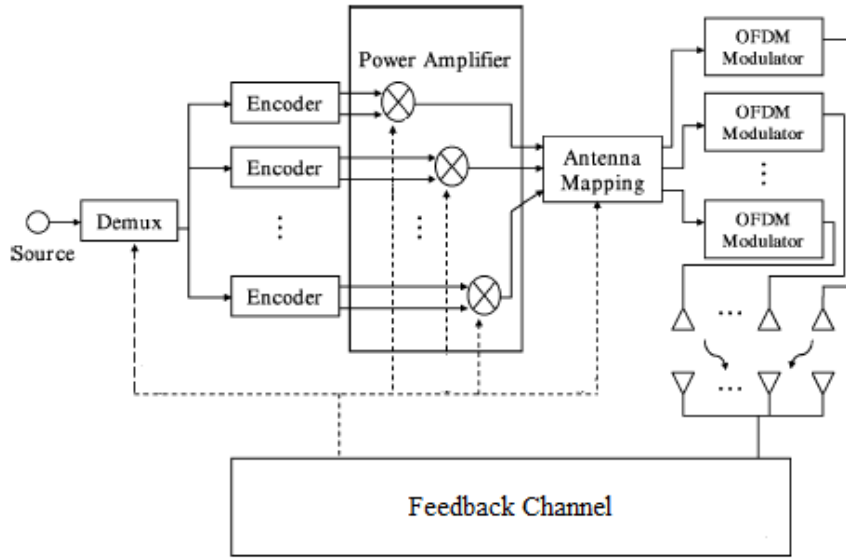 Power Amplifier
OFDM
Modulator
Encoder
OFDM
Modulator
Encoder
Antenna
Mapping
...
Demux
...
...
OFDM
Modulator
Source
Encoder
...
...
Feedback Channel